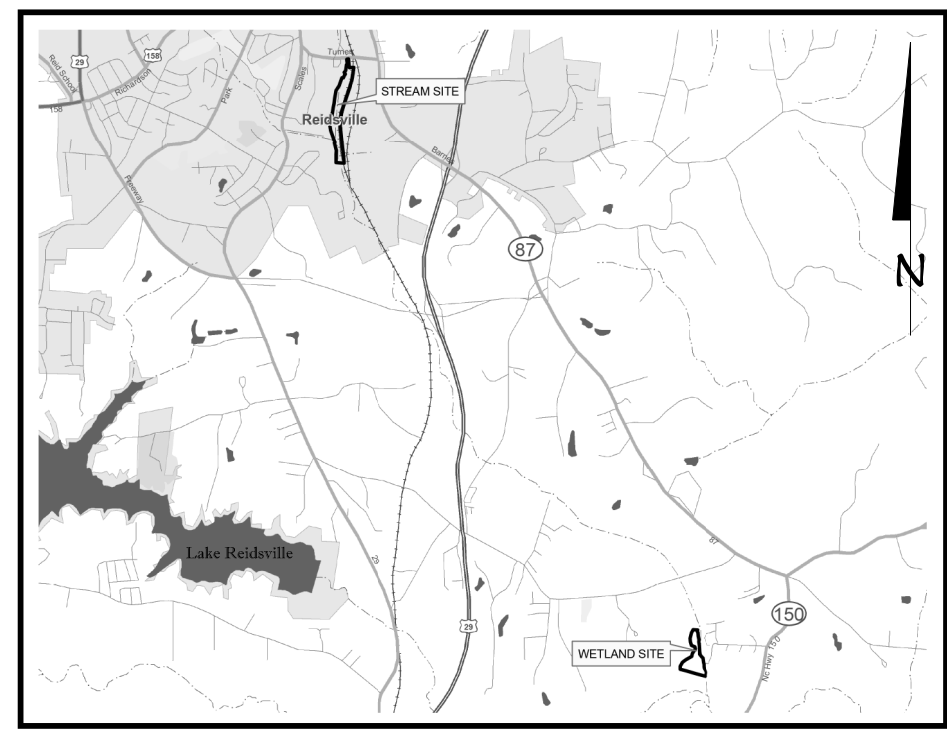 Turner
29
158
Reid School
Richardson
Park
Scales
STREAM SITE
158
Reidsville
Barnes
Freeway
87
N
Lake Reidsville
29
87
150
29
WETLAND SITE
Nc Hwy 150